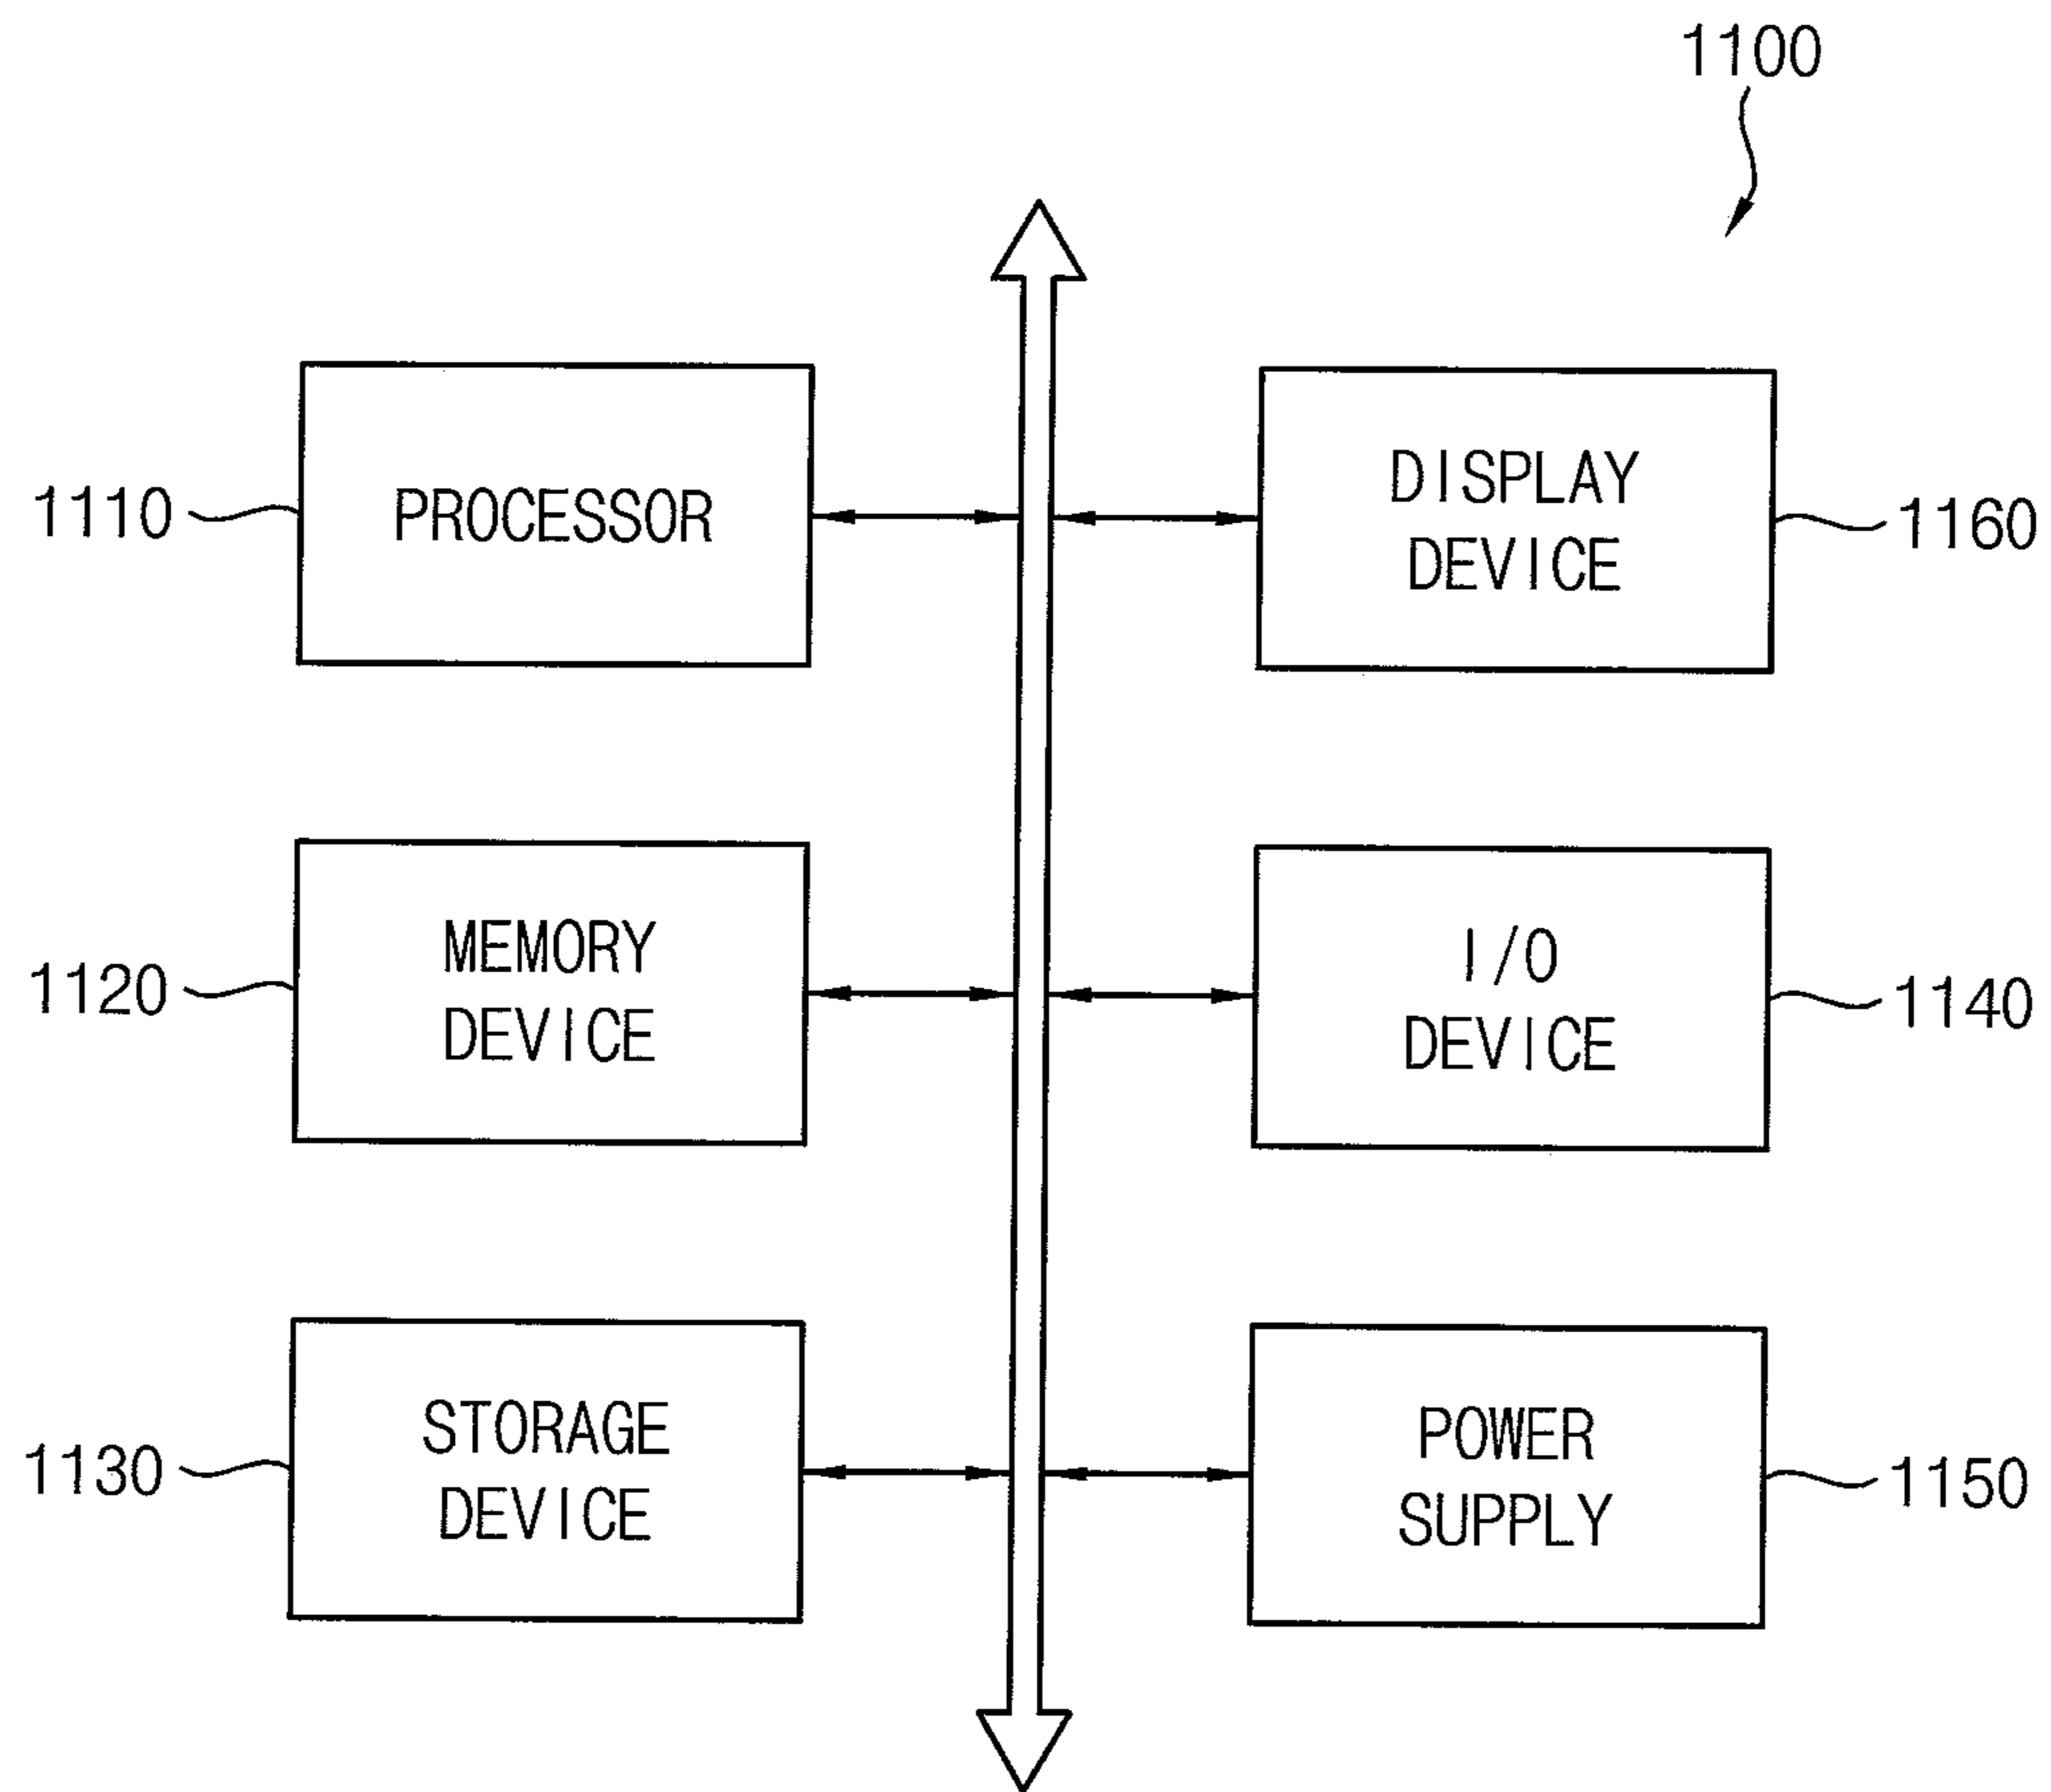 1100
1110
PROCESSOR
DISPLAY
DEVICE
1160
1120
MEMORY
DEVICE
I/O
DEVICE
1140
1130
STORAGE
DEVICE
POWER
SUPPLY
1150